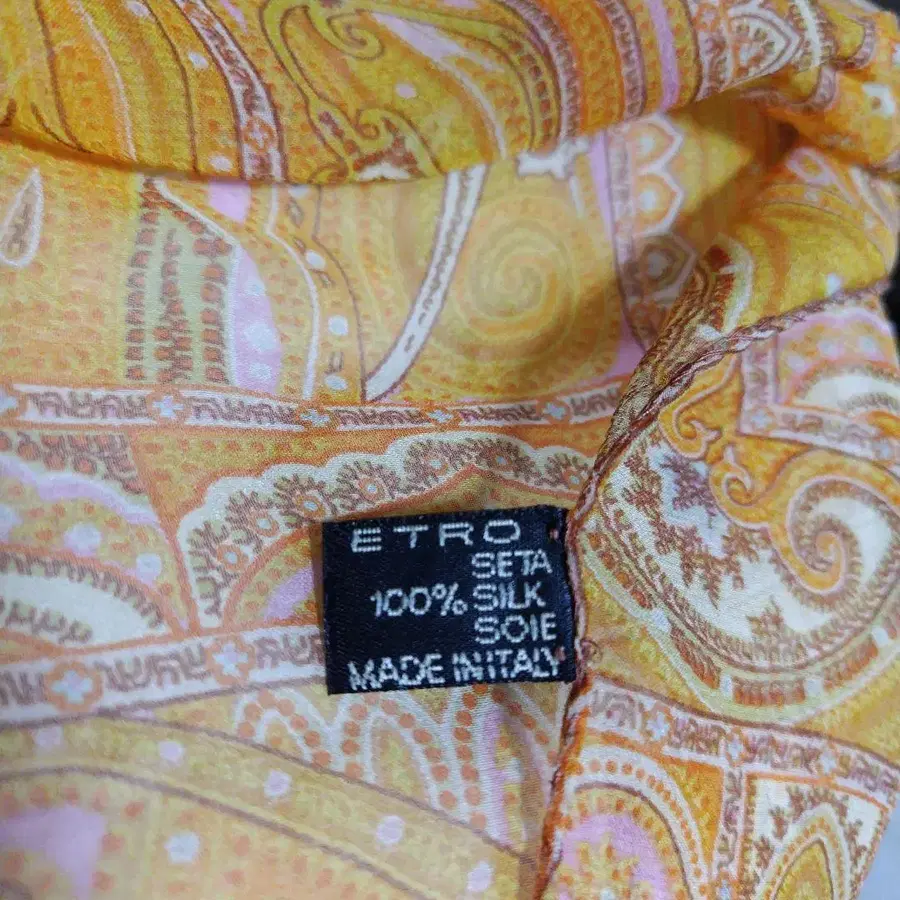 ETRO
SETA
100% SILK
SOIE
MADE IN ITALY